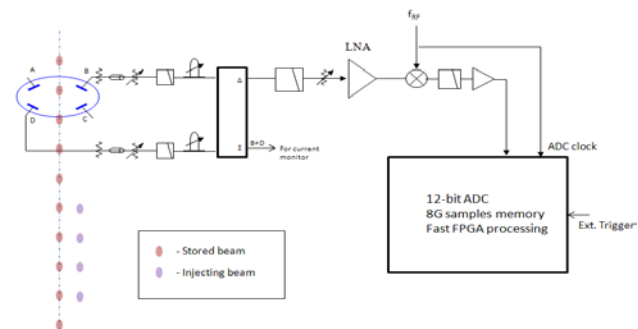 f_RF
LNA
A
B
D
C
Δ
Σ
B+D
For current
monitor
ADC clock
12-bit ADC
8G samples memory
Fast FPGA processing
Ext. Trigger
- Stored beam
- Injecting beam